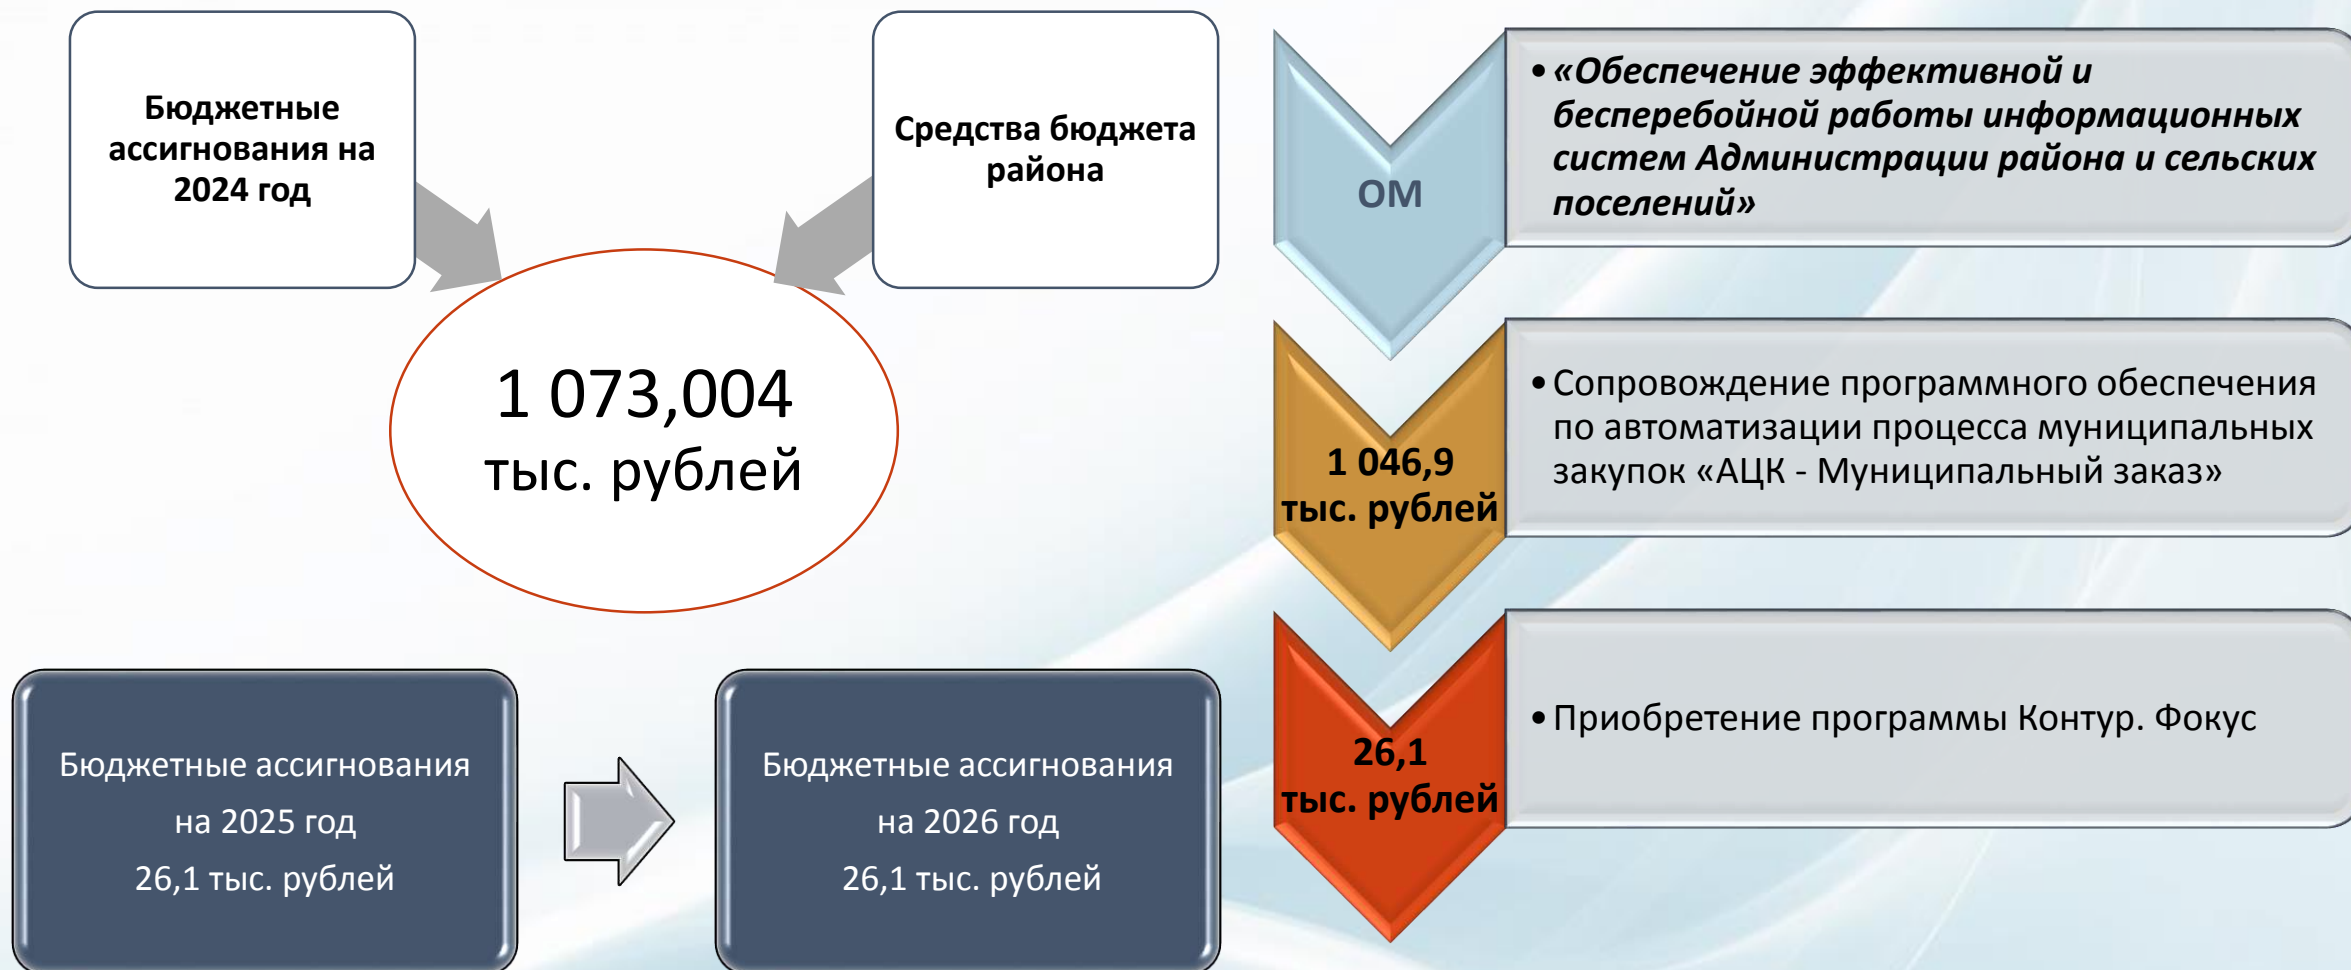 Бюджетные
ассигнования на
2024 год
Средства бюджета
района
1 073,004
тыс. рублей
Бюджетные ассигнования
на 2025 год
26,1 тыс. рублей
Бюджетные ассигнования
на 2026 год
26,1 тыс. рублей
ОМ
•«Обеспечение эффективной и
бесперебойной работы информационных
систем Администрации района и сельских
поселений»
1 046,9
тыс. рублей
•Сопровождение программного обеспечения
по автоматизации процесса муниципальных
закупок «АЦК - Муниципальный заказ»
26,1
тыс. рублей
•Приобретение программы Контур. Фокус